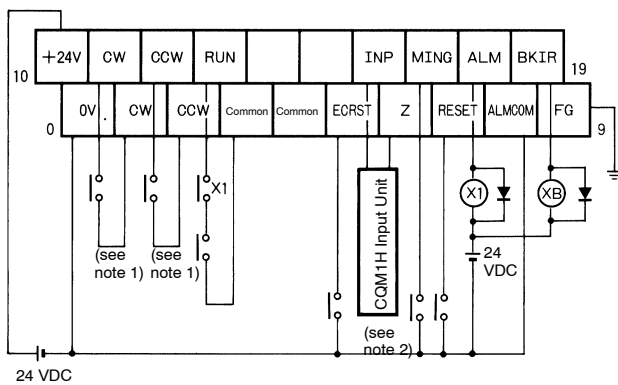 +24V CW CCW RUN INP MING ALM BKIR
10 19
0V . CW CCW Common Common ECRST Z RESET ALMCOM FG
0 9
X1
X1 XB
(see note 1)
(see note 1)
CQM1H Input Unit
(see note 2)
24 VDC
24 VDC